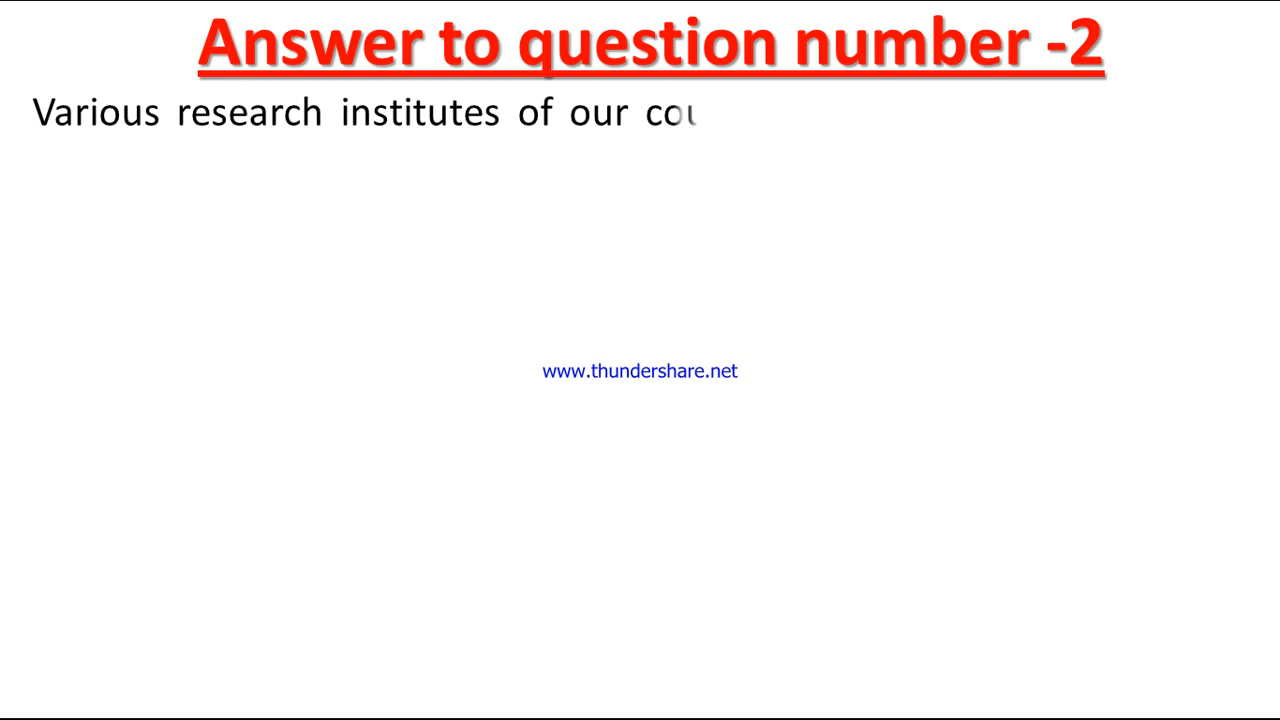 Answer to question number -2
Various research institutes of our
www.thundershare.net